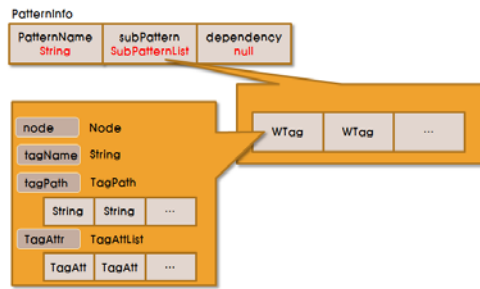 PatternInfo
PatternName subPattern dependency
String SubPatternList null
WTag WTag ...
node Node
tagName String
tagPath TagPath
String String ...
TagAttr TagAttList
TagAtt TagAtt ...